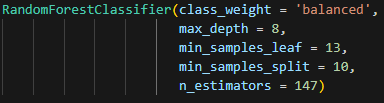 RandomForestClassifier(class_weight = 'balanced',
max_depth = 8,
min_samples_leaf = 13,
min_samples_split = 10,
n_estimators = 147)